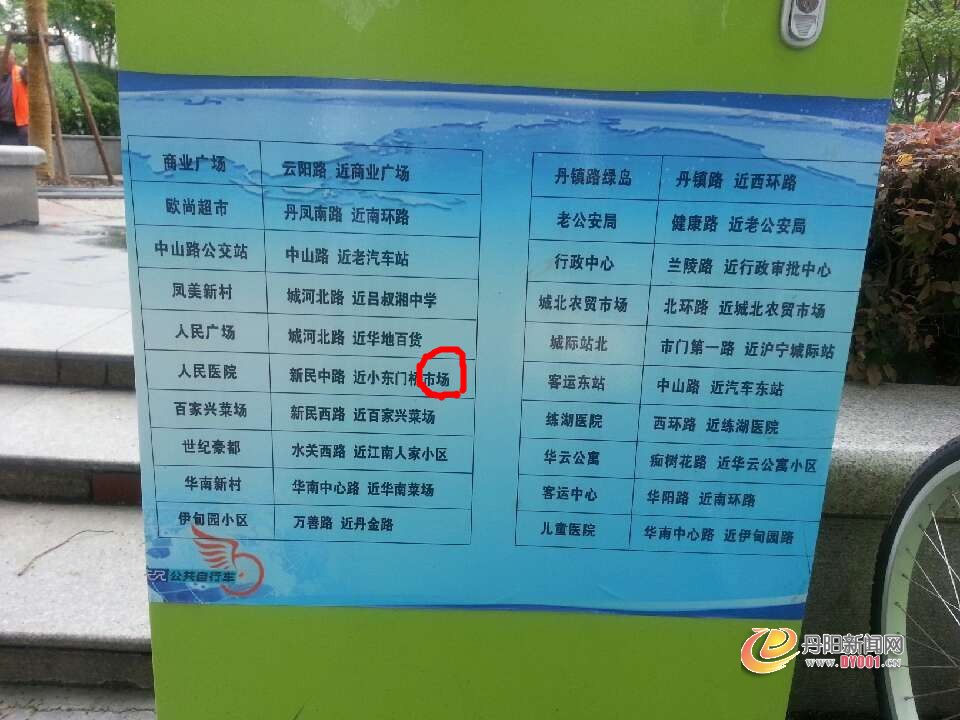 商业广场 云阳路 近商业广场
欧尚超市 丹凤南路 近南环路
中山路公交站 中山路 近老汽车站
凤美新村 城河北路 近吕叔湘中学
人民广场 城河北路 近华地百货
人民医院 新民中路 近小东门桥市场
百家兴菜场 新民西路 近百家兴菜场
世纪豪都 水关西路 近江南人家小区
华南新村 华南中心路 近华南菜场
伊甸园小区 万善路 近丹金路
丹镇路绿岛 丹镇路 近西环路
老公安局 健康路 近老公安局
行政中心 兰陵路 近行政审批中心
城北农贸市场 北环路 近城北农贸市场
城际站北 市门第一路 近沪宁城际站
客运东站 中山路 近汽车东站
练湖医院 西环路 近练湖医院
华云公寓 痴树花路 近华云公寓小区
客运中心 华阳路 近南环路
儿童医院 华南中心路 近伊甸园路
公共自行车
丹阳新闻网
WWW.DY001.CN